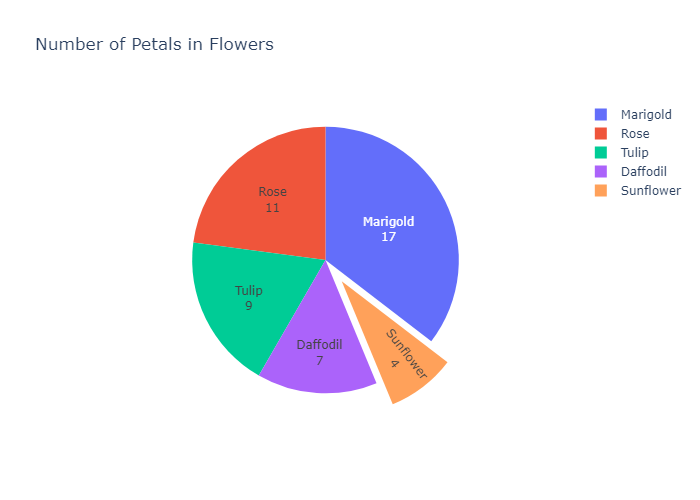 Number of Petals in Flowers
Marigold
Rose
Tulip
Daffodil
Sunflower
Rose
11
Marigold
17
Tulip
9
Daffodil
7
Sunflower
4